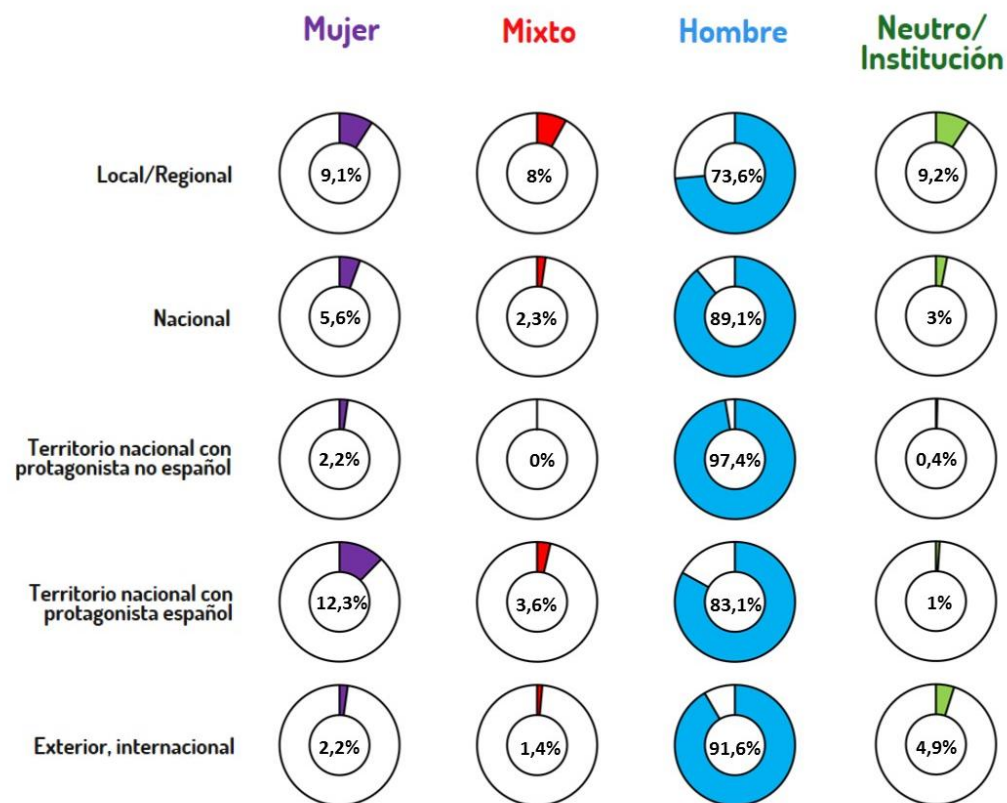 Mujer
Mixto
Hombre
Neutro/
Institución
Local/Regional
9,1%
8%
73,6%
9,2%
Nacional
5,6%
2,3%
89,1%
3%
Territorio nacional con
protagonista no español
2,2%
0%
97,4%
0,4%
Territorio nacional con
protagonista español
12,3%
3,6%
83,1%
1%
Exterior, internacional
2,2%
1,4%
91,6%
4,9%